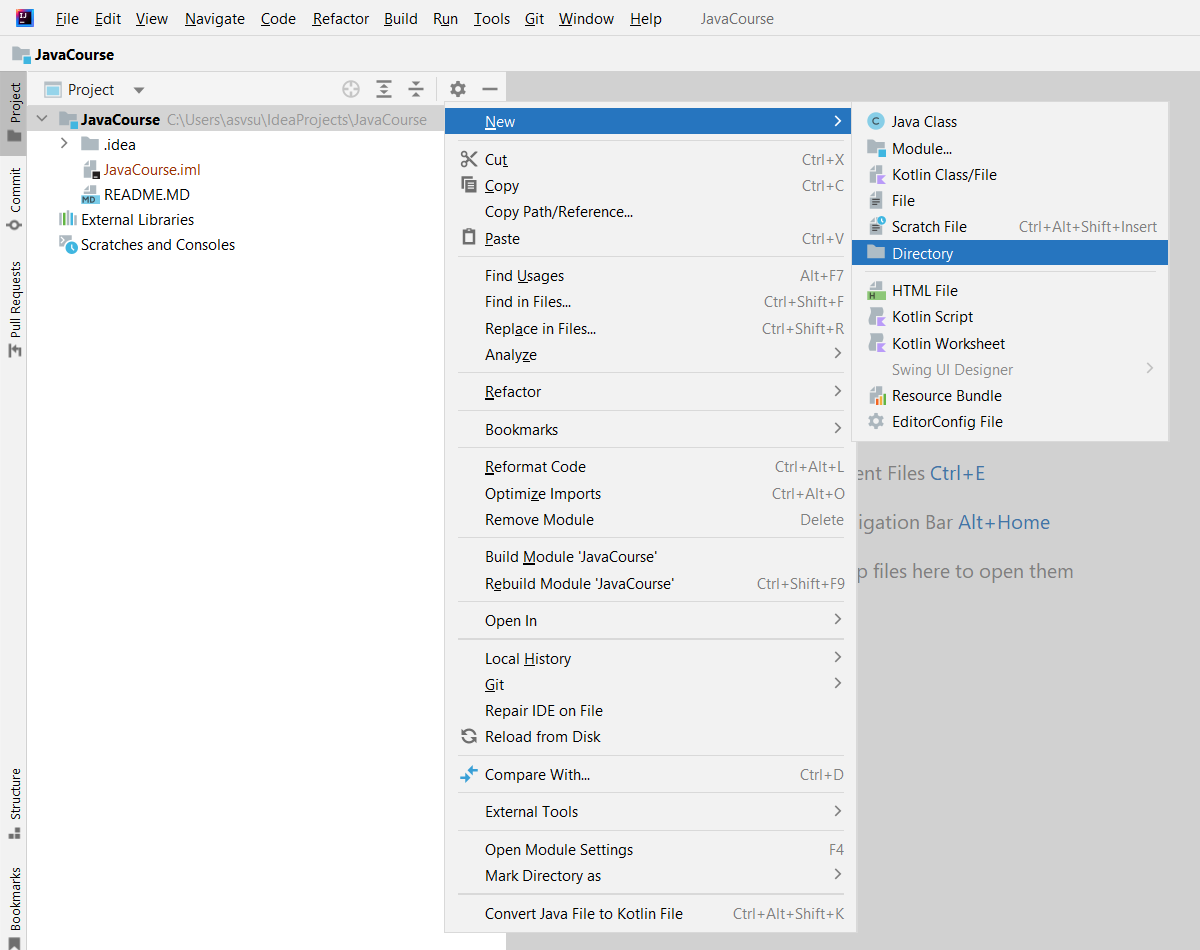 File Edit View Navigate Code Refactor Build Run Tools Git Window Help JavaCourse
JavaCourse
Project
Commit
Pull Requests
Structure
Bookmarks
Project
JavaCourse C:\Users\asvsu\IdeaProjects\JavaCourse
.idea
JavaCourse.iml
README.MD
External Libraries
Scratches and Consoles
New
Cut Ctrl+X
Copy Ctrl+C
Copy Path/Reference...
Paste Ctrl+V
Find Usages Alt+F7
Find in Files... Ctrl+Shift+F
Replace in Files... Ctrl+Shift+R
Analyze
Refactor
Bookmarks
Reformat Code Ctrl+Alt+L
Optimize Imports Ctrl+Alt+O
Remove Module Delete
Build Module 'JavaCourse'
Rebuild Module 'JavaCourse' Ctrl+Shift+F9
Open In
Local History
Git
Repair IDE on File
Reload from Disk
Compare With... Ctrl+D
External Tools
Open Module Settings F4
Mark Directory as
Convert Java File to Kotlin File Ctrl+Alt+Shift+K
Java Class
Module...
Kotlin Class/File
File
Scratch File Ctrl+Alt+Shift+Insert
Directory
HTML File
Kotlin Script
Kotlin Worksheet
Swing UI Designer
Resource Bundle
EditorConfig File
ent Files Ctrl+E
igation Bar Alt+Home
p files here to open them